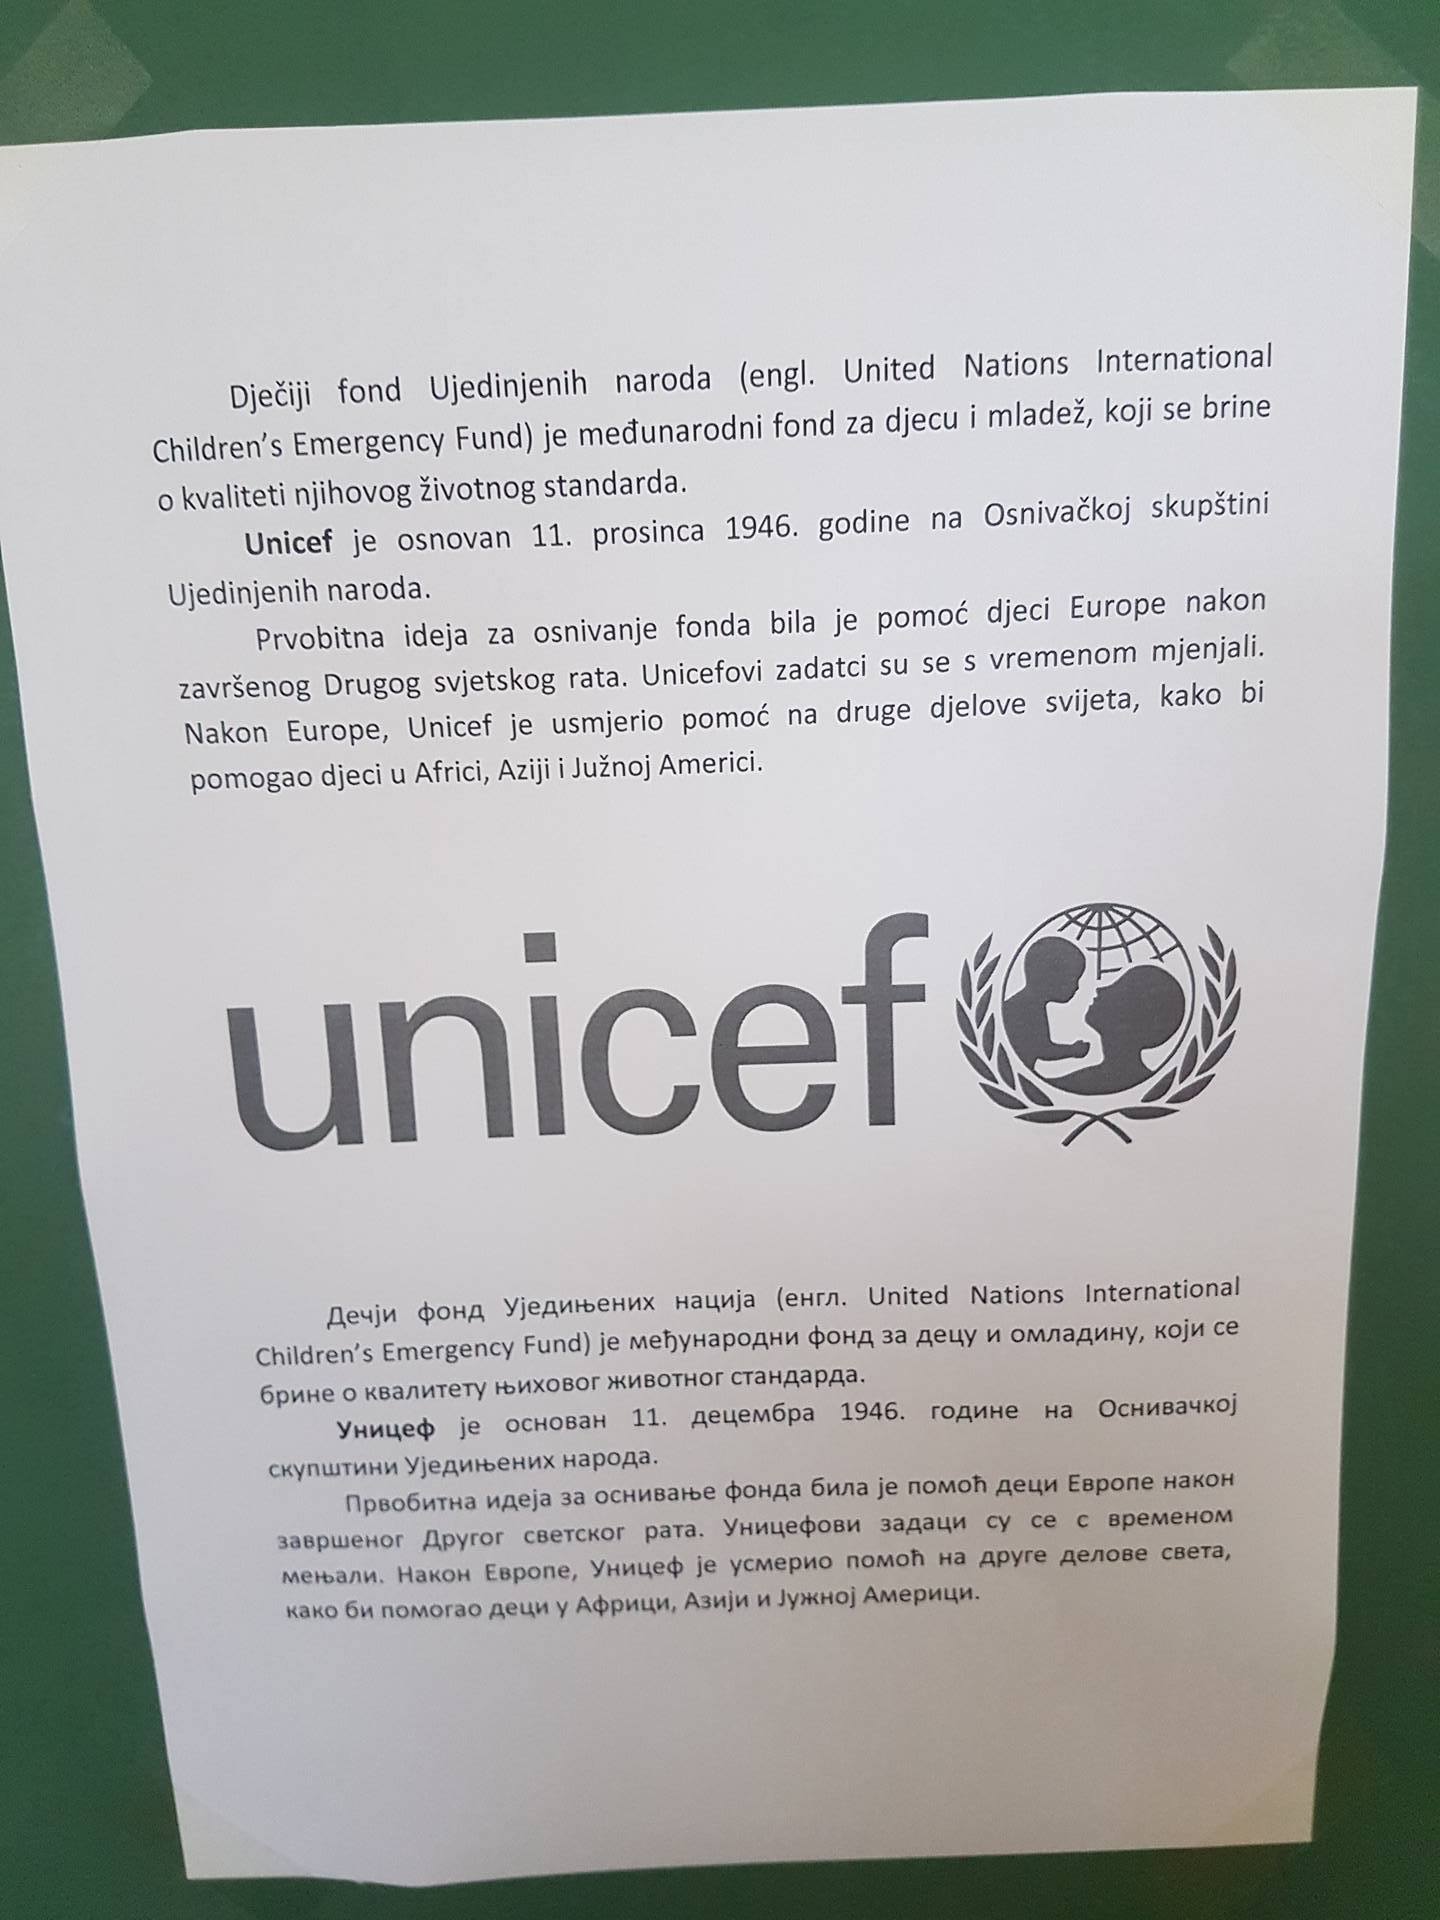 Dječiji fond Ujedinjenih naroda (engl. United Nations International
Children's Emergency Fund) je međunarodni fond za djecu i mladež, koji se brine
o kvaliteti njihovog životnog standarda.
Unicef je osnovan 11. prosinca 1946. godine na Osnivačkoj skupštini
Ujedinjenih naroda.
Prvobitna ideja za osnivanje fonda bila je pomoć djeci Europe nakon
završenog Drugog svjetskog rata. Unicefovi zadatci su se s vremenom mjenjali.
Nakon Europe, Unicef je usmjerio pomoć na druge djelove svijeta, kako bi
pomogao djeci u Africi, Aziji i Južnoj Americi.
unicef
Дечји фонд Уједињених нација (енгл. United Nations International
Children's Emergency Fund) је међународни фонд за децу и омладину, који се
брине о квалитету њиховог животног стандарда.
Уницеф је основан 11. децембра 1946. године на Оснивачкој
скупштини Уједињених народа.
Првобитна идеја за оснивање фонда била је помоћ деци Европе након
завршеног Другог светског рата. Уницефови задаци су се с временом
мењали. Након Европе, Уницеф је усмерио помоћ на друге делове света,
како би помогао деци у Африци, Азији и Јужној Америци.